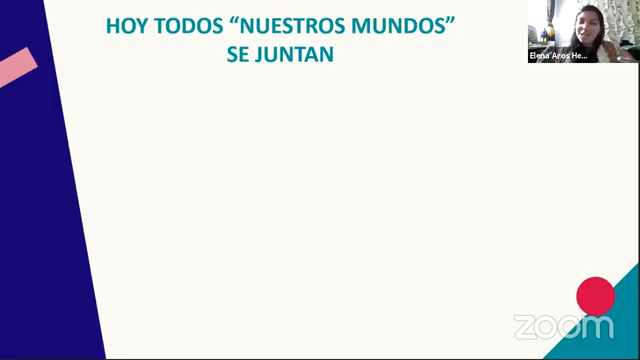 HOY TODOS “NUESTROS MUNDOS”
SE JUNTAN
Elena Aros He...
zoom